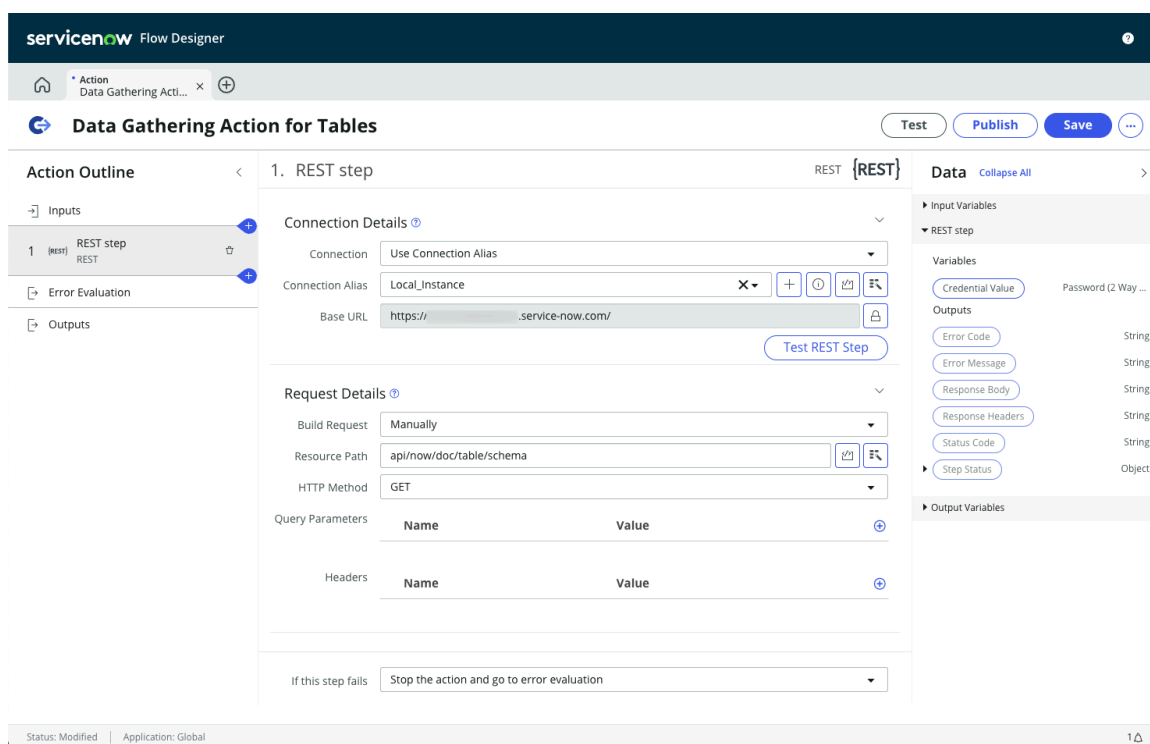 servicenow Flow Designer
Action
Data Gathering Acti...
Data Gathering Action for Tables
Test
Publish
Save
...
Action Outline
Inputs
1 {REST} REST step
REST
Error Evaluation
Outputs
1. REST step
REST {REST}
Connection Details
Connection Use Connection Alias
Connection Alias Local_Instance
Base URL https:// .service-now.com/
Test REST Step
Request Details
Build Request Manually
Resource Path api/now/doc/table/schema
HTTP Method GET
Query Parameters Name Value
Headers Name Value
If this step fails Stop the action and go to error evaluation
Data Collapse All
Input Variables
REST step
Variables
Credential Value Password (2 Way ...
Outputs
Error Code String
Error Message String
Response Body String
Response Headers String
Status Code String
Step Status Object
Output Variables
Status: Modified Application: Global
1